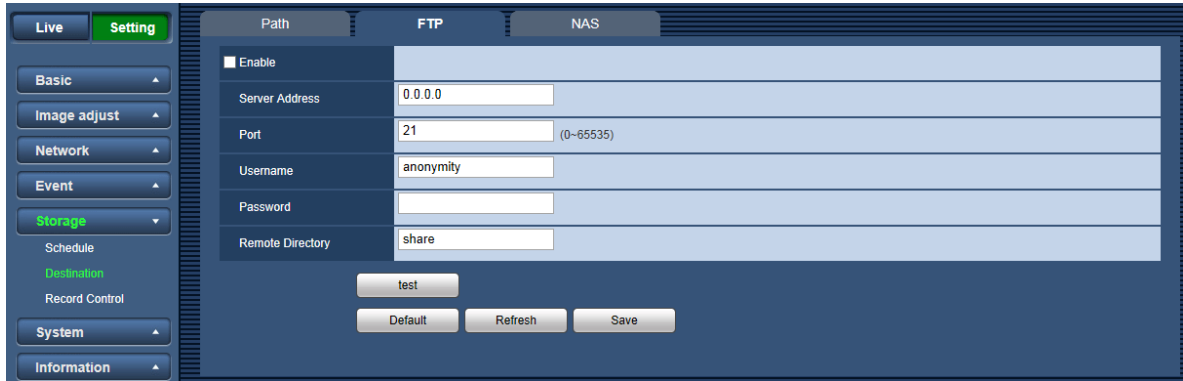 Live Setting
Basic
Image adjust
Network
Event
Storage
Schedule
Destination
Record Control
System
Information
Path FTP NAS
Enable
Server Address 0.0.0.0
Port 21 (0~65535)
Username anonymity
Password
Remote Directory share
test
Default Refresh Save